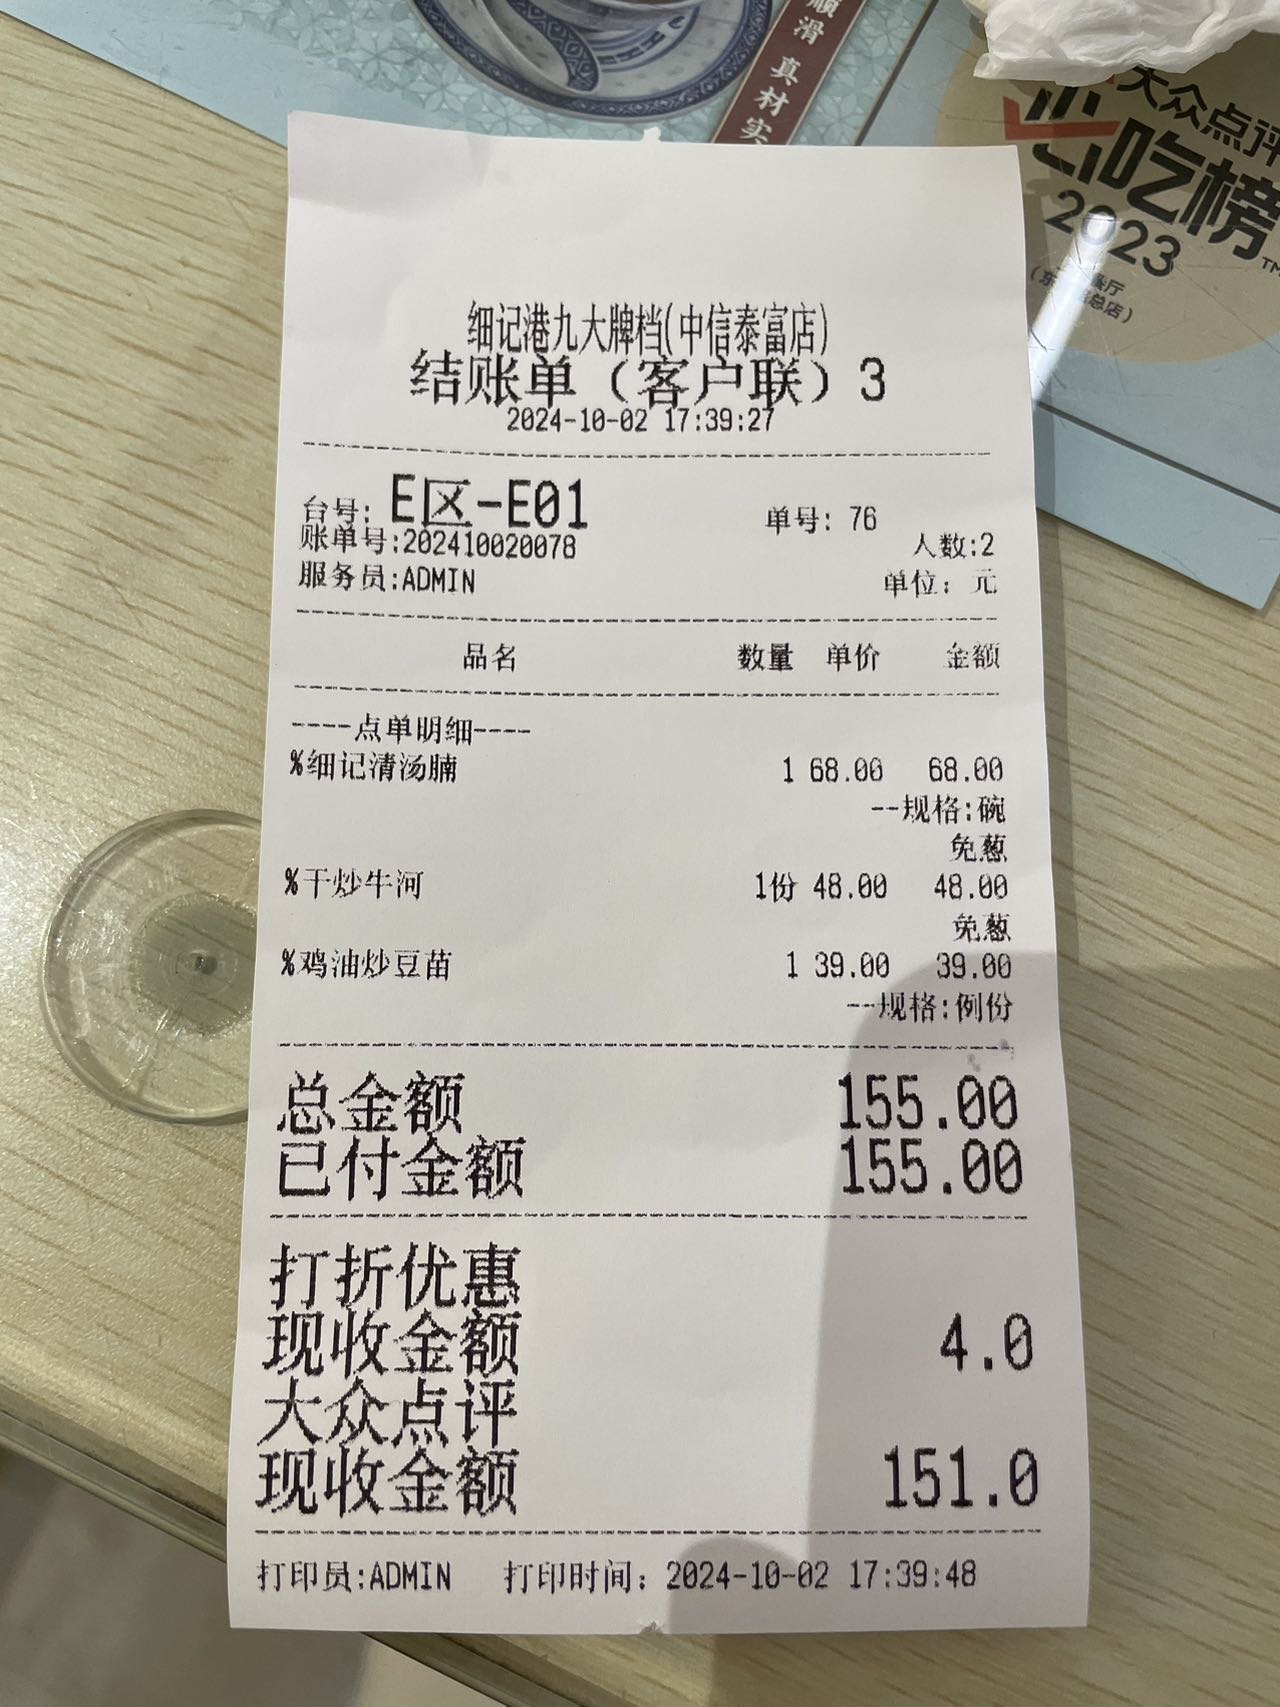 顺滑 真材实
大众点评
必吃榜
TM
2023
餐厅
总店)
细记港九大牌档(中信泰富店)
结账单（客户联）3
2024-10-02 17:39:27
台号: E区-E01 单号: 76
账单号:202410020078 人数:2
服务员:ADMIN 单位: 元
品名 数量 单价 金额
----点单明细----
%细记清汤腩 1 68.00 68.00
--规格:碗
免葱
%干炒牛河 1份 48.00 48.00
免葱
%鸡油炒豆苗 1 39.00 39.00
--规格:例份
总金额 155.00
已付金额 155.00
打折优惠
现收金额 4.0
大众点评
现收金额 151.0
打印员:ADMIN 打印时间: 2024-10-02 17:39:48